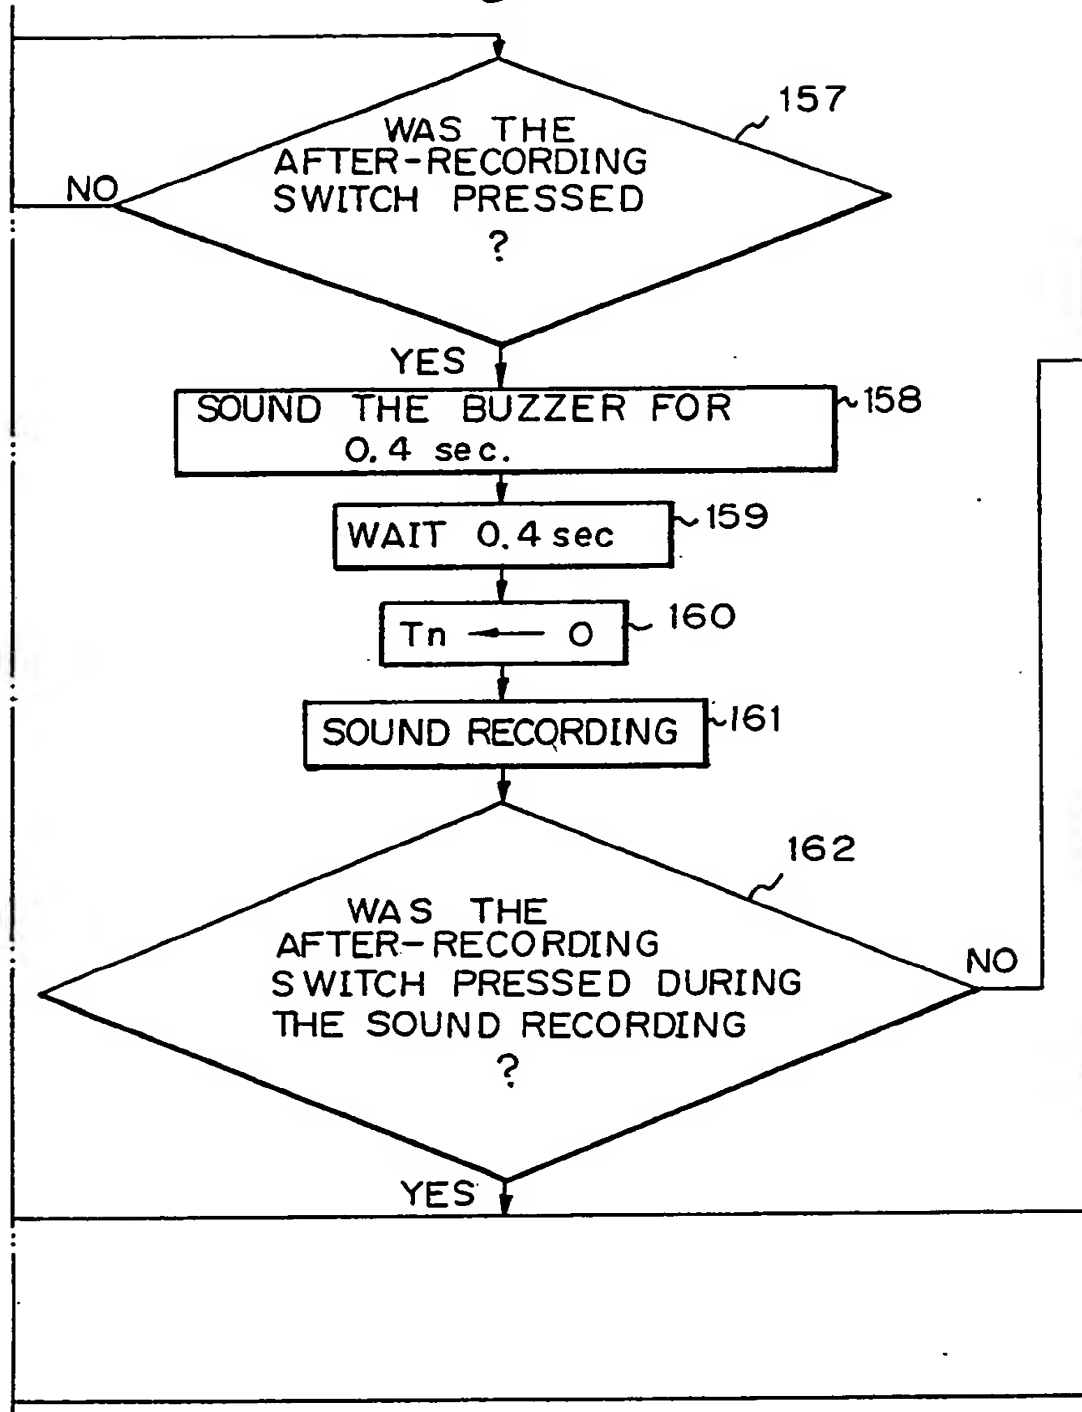 157
WAS THE
AFTER-RECORDING
SWITCH PRESSED
?
NO
YES
SOUND THE BUZZER FOR
0.4 sec.
158
WAIT 0.4 sec
159
Tn ← 0
160
SOUND RECORDING
161
162
WAS THE
AFTER-RECORDING
SWITCH PRESSED DURING
THE SOUND RECORDING
?
NO
YES